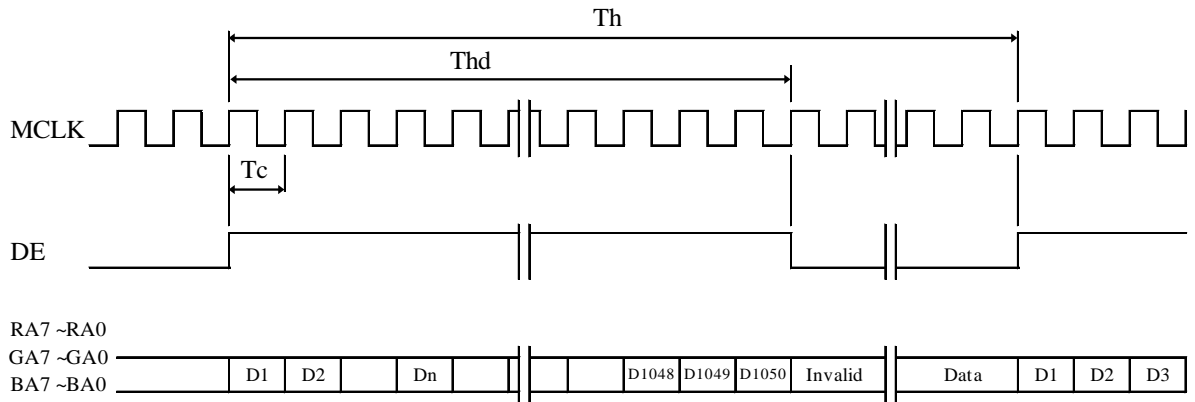 Th
Thd
MCLK
Tc
DE
RA7 ~RA0
GA7 ~GA0
BA7 ~BA0
D1 D2 Dn D1048 D1049 D1050 Invalid Data D1 D2 D3